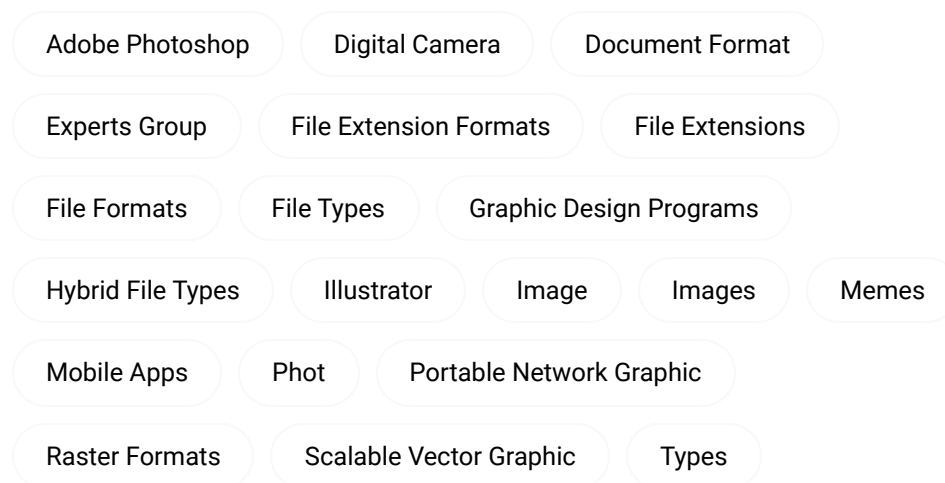 Adobe Photoshop Digital Camera Document Format
Experts Group File Extension Formats File Extensions
File Formats File Types Graphic Design Programs
Hybrid File Types Illustrator Image Images Memes
Mobile Apps Phot Portable Network Graphic
Raster Formats Scalable Vector Graphic Types